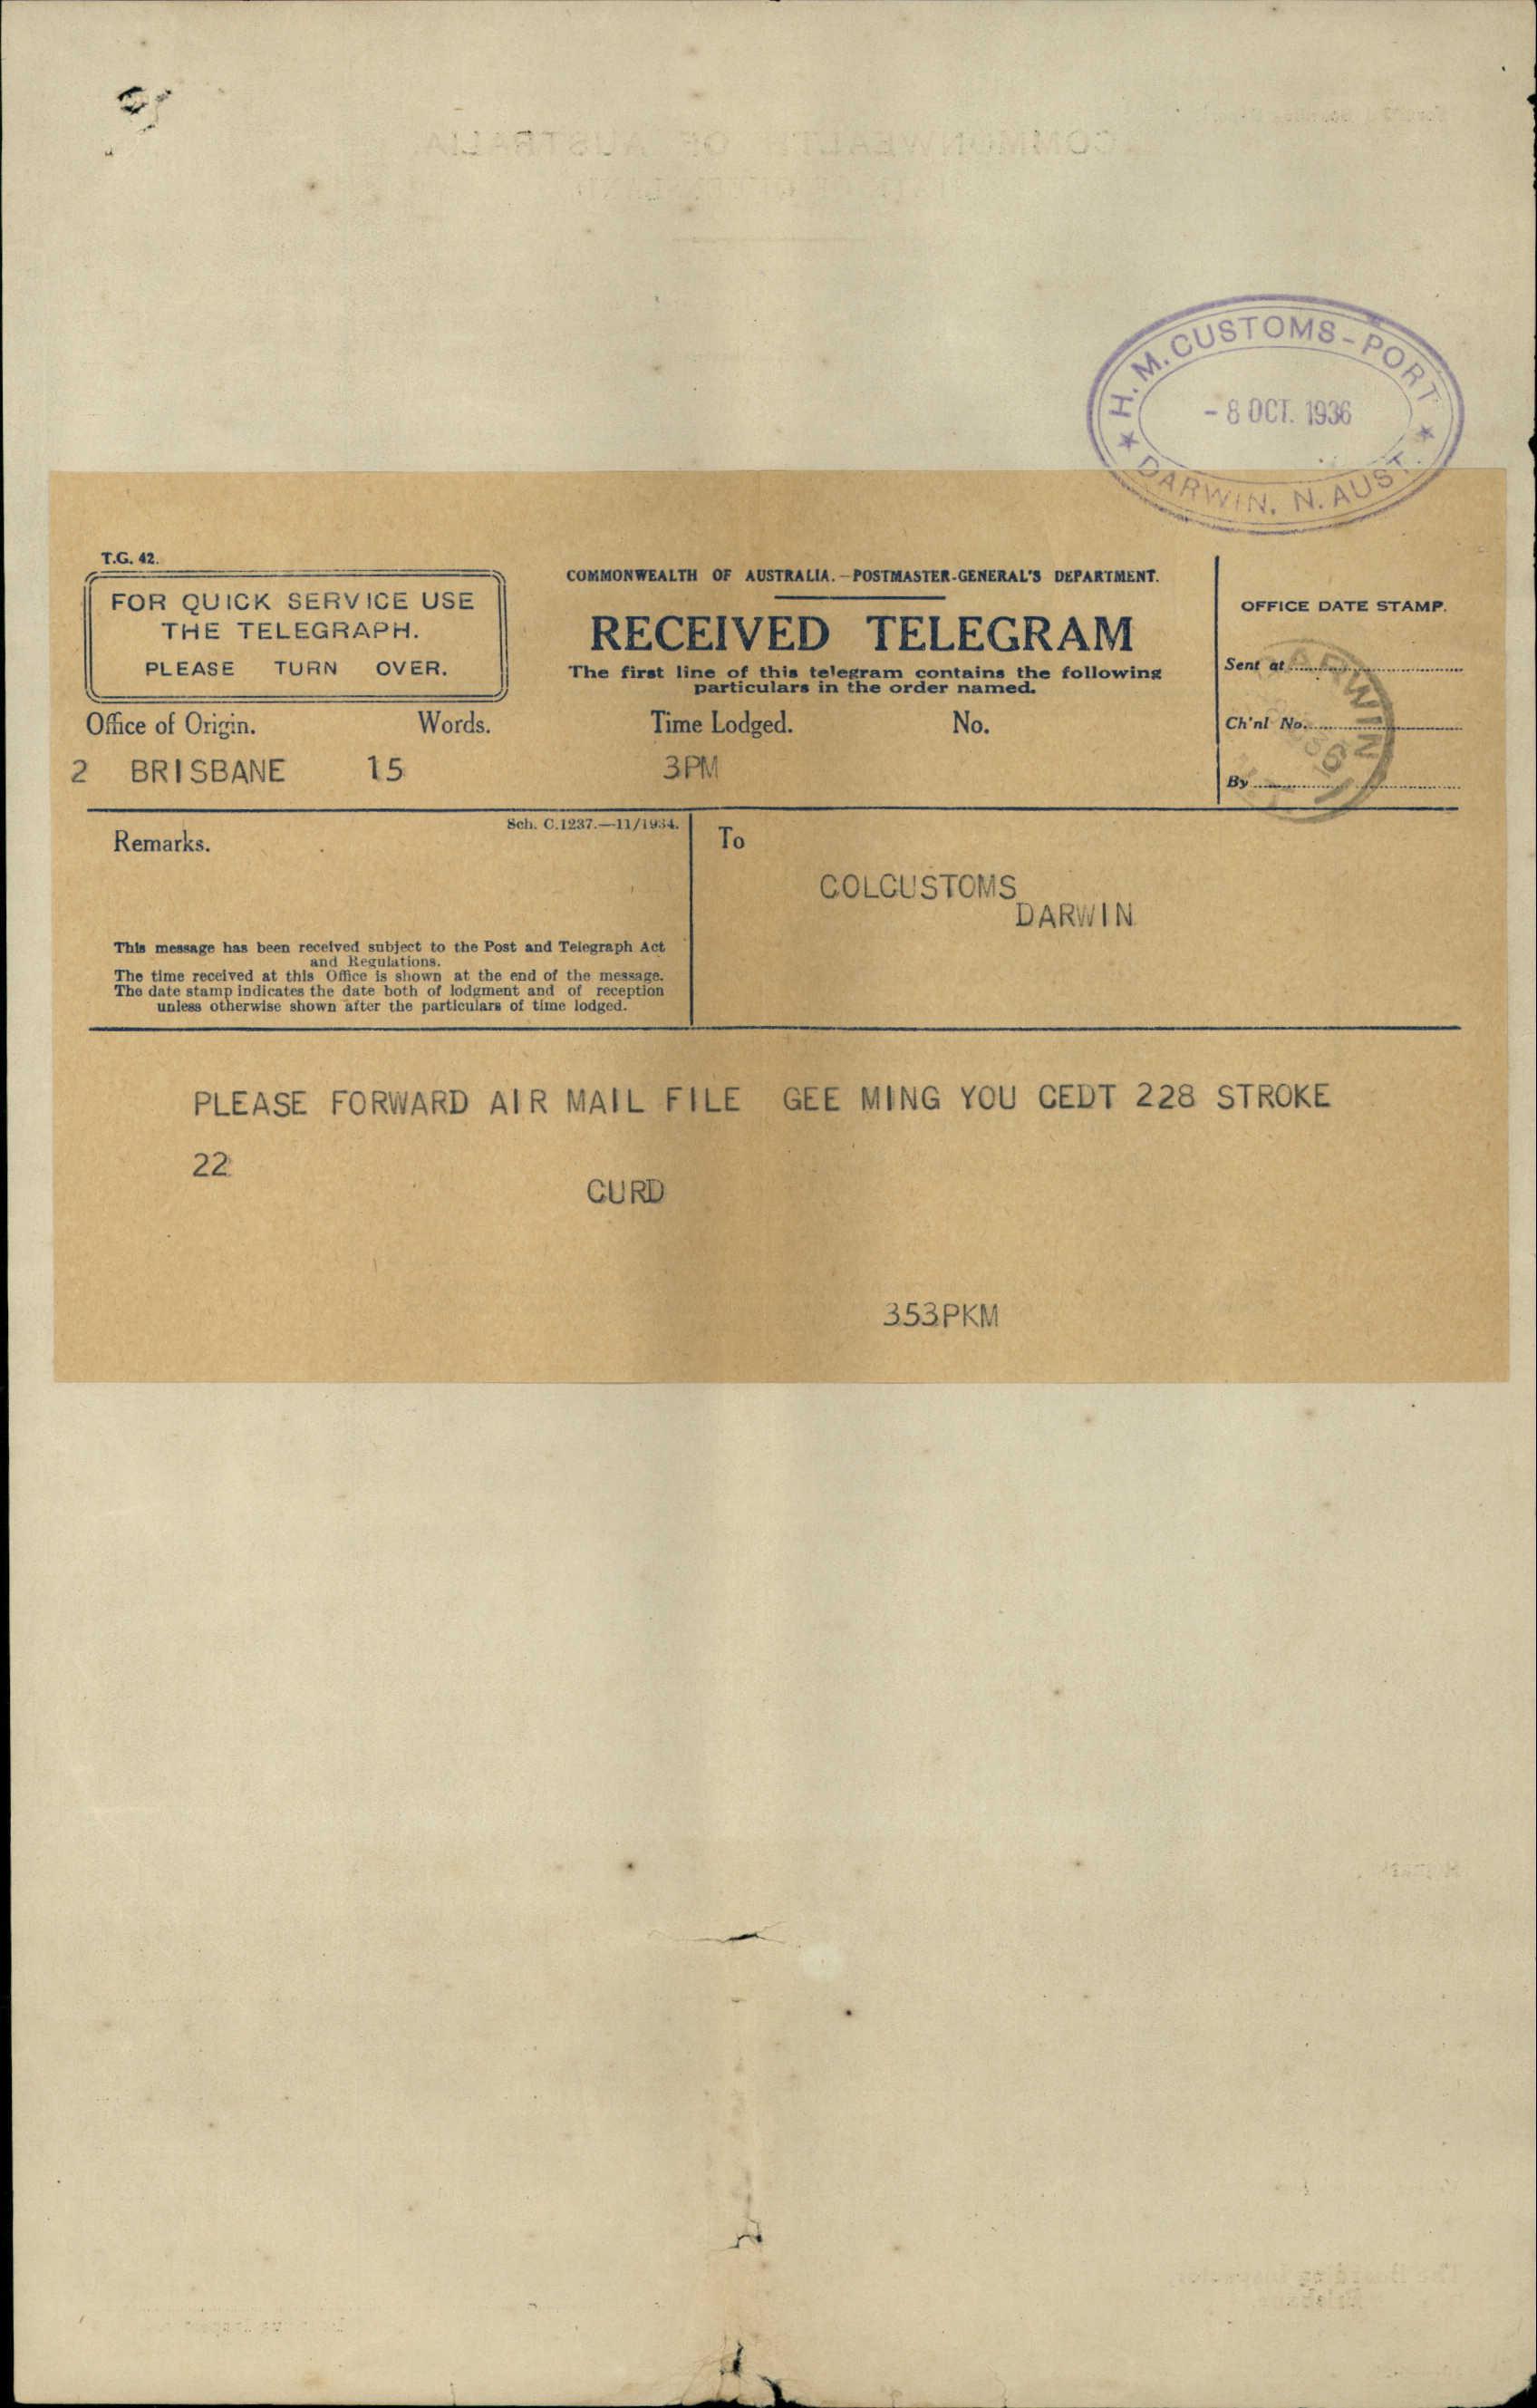 H. M. CUSTOMS - PORT
- 8 OCT. 1936
DARWIN. N. AUST.
T.G. 42.
FOR QUICK SERVICE USE
THE TELEGRAPH.
PLEASE TURN OVER.
COMMONWEALTH OF AUSTRALIA.—POSTMASTER-GENERAL'S DEPARTMENT.
RECEIVED TELEGRAM
The first line of this telegram contains the following
particulars in the order named.
OFFICE DATE STAMP.
Sent at
Ch'nl No.
By
Office of Origin. Words. Time Lodged. No.
2 BRISBANE 15 3PM
Sch. C.1237.—11/1934.
Remarks.
To
COLCUSTOMS
DARWIN
This message has been received subject to the Post and Telegraph Act
and Regulations.
The time received at this Office is shown at the end of the message.
The date stamp indicates the date both of lodgment and of reception
unless otherwise shown after the particulars of time lodged.
PLEASE FORWARD AIR MAIL FILE GEE MING YOU CEDT 228 STROKE
22
CURD
353PKM